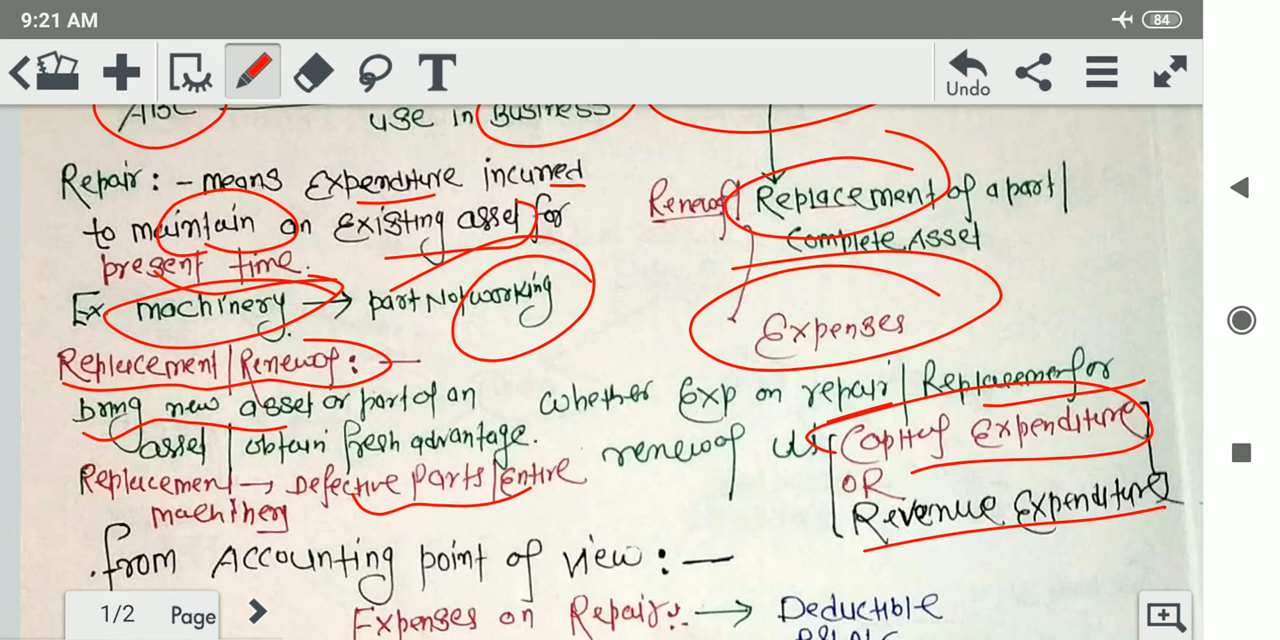 9:21 AM
84
T
Undo
ABC
use in Business
Repair: - means Expenditure incurred
to maintain an Existing asset for
present time.
Ex machinery → part Not working
Renewal/ Replacement of a part/
Complete Asset
Expenses
Replacement/Renewal: -
bring new asset or part of an
asset/ obtain fresh advantage.
Replacement → Defective parts/entire
machinery
whether Exp on repair/ Replacement or
renewal
Capital Expenditure
OR
Revenue Expenditure
from Accounting point of view: -
Expenses on Repair: → Deductible
1/2 Page